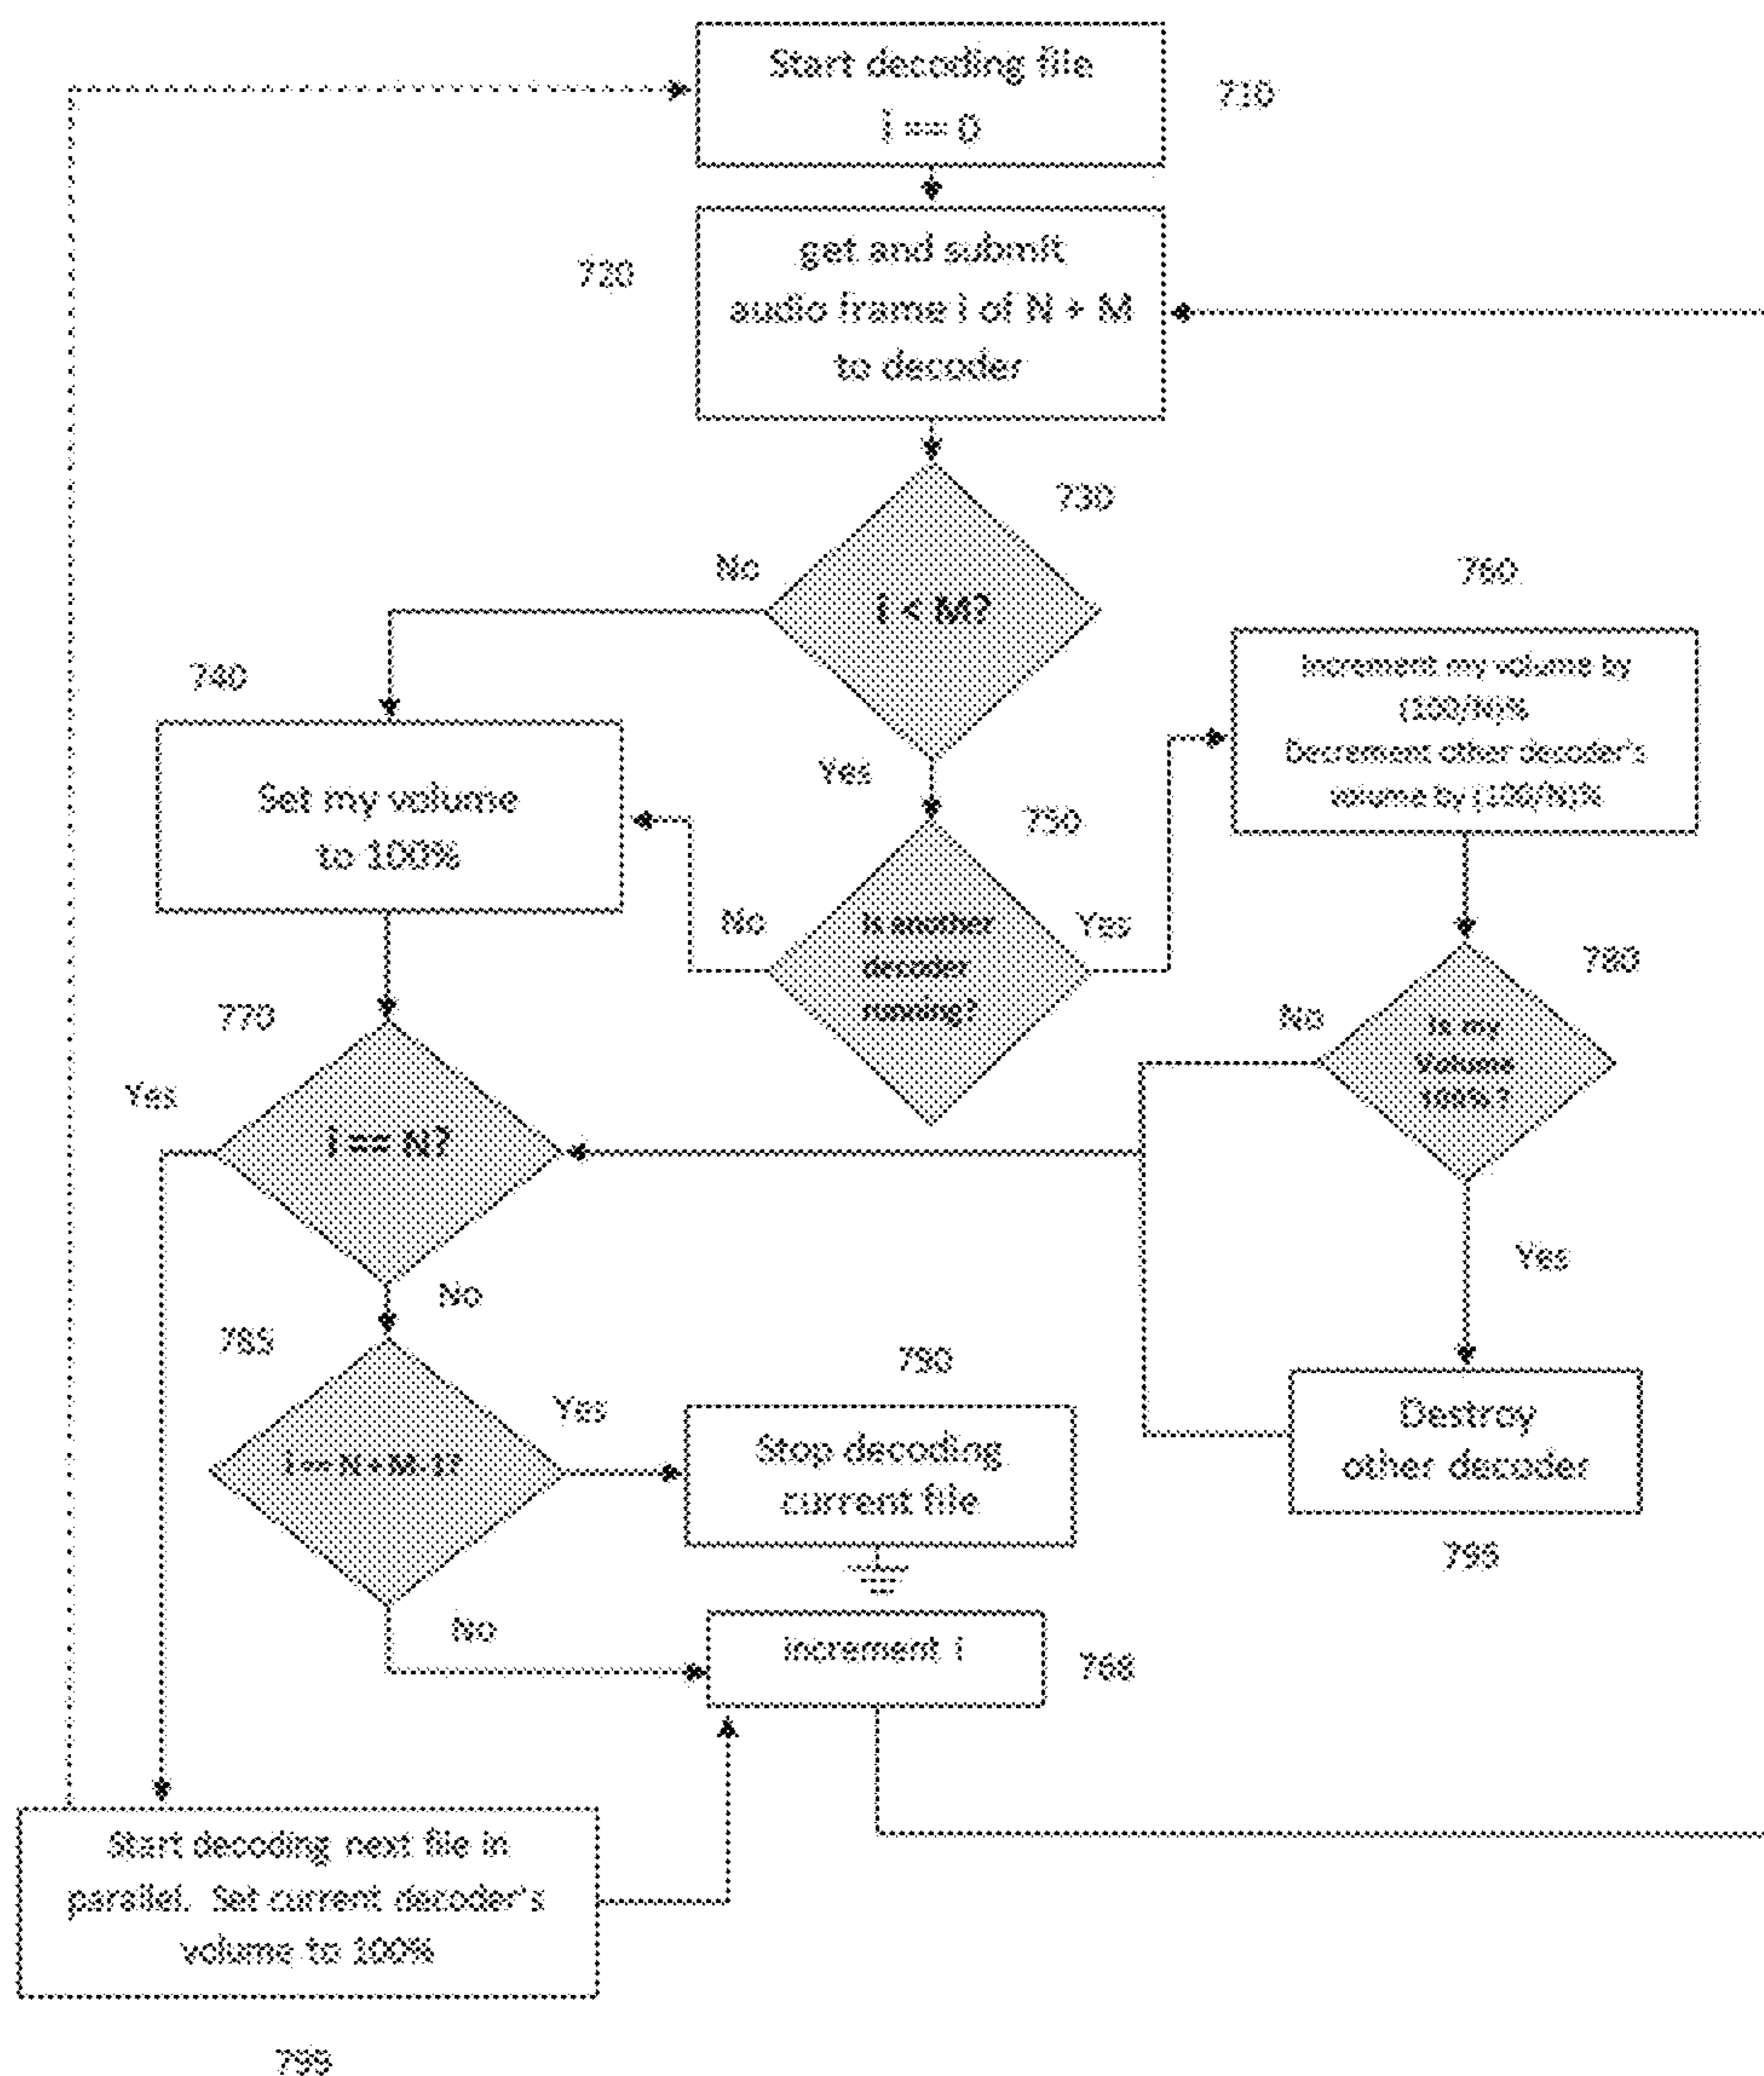 Start decoding file
i == 0
710
get and submit
audio frame i of N + M
to decoder
720
730
i < M?
No
Yes
740
Set my volume
to 100%
750
Is another
decoder
running?
No
Yes
760
Increment my volume by
(100/N)%
Decrement other decoder's
volume by (100/N)%
780
Is my
Volume
100% ?
No
Yes
770
Yes
i == N?
No
785
i == N + M - 1?
Yes
790
Stop decoding
current file
No
increment i
768
Destroy
other decoder
795
Start decoding next file in
parallel. Set current decoder's
volume to 100%
799